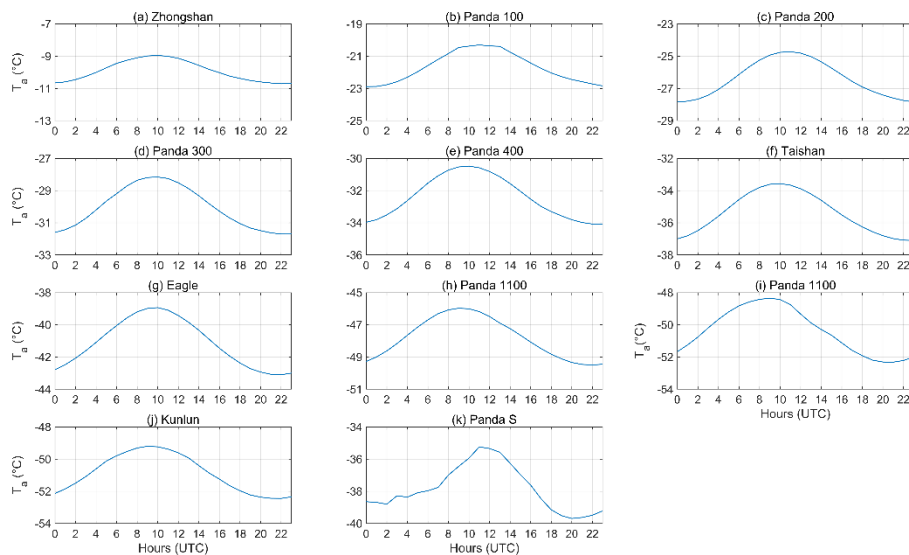 (a) Zhongshan
-7
-9
-11
-13
T_a (°C)
0 2 4 6 8 10 12 14 16 18 20 22
(b) Panda 100
-19
-21
-23
-25
0 2 4 6 8 10 12 14 16 18 20 22
(c) Panda 200
-23
-25
-27
-29
0 2 4 6 8 10 12 14 16 18 20 22
(d) Panda 300
-27
-29
-31
-33
T_a (°C)
0 2 4 6 8 10 12 14 16 18 20 22
(e) Panda 400
-30
-32
-34
-36
0 2 4 6 8 10 12 14 16 18 20 22
(f) Taishan
-32
-34
-36
-38
0 2 4 6 8 10 12 14 16 18 20 22
(g) Eagle
-38
-40
-42
-44
T_a (°C)
0 2 4 6 8 10 12 14 16 18 20 22
(h) Panda 1100
-45
-47
-49
-51
0 2 4 6 8 10 12 14 16 18 20 22
(i) Panda 1100
-48
-50
-52
-54
T_a (°C)
0 2 4 6 8 10 12 14 16 18 20 22
Hours (UTC)
(j) Kunlun
-48
-50
-52
-54
T_a (°C)
0 2 4 6 8 10 12 14 16 18 20 22
Hours (UTC)
(k) Panda S
-34
-36
-38
-40
0 2 4 6 8 10 12 14 16 18 20 22
Hours (UTC)